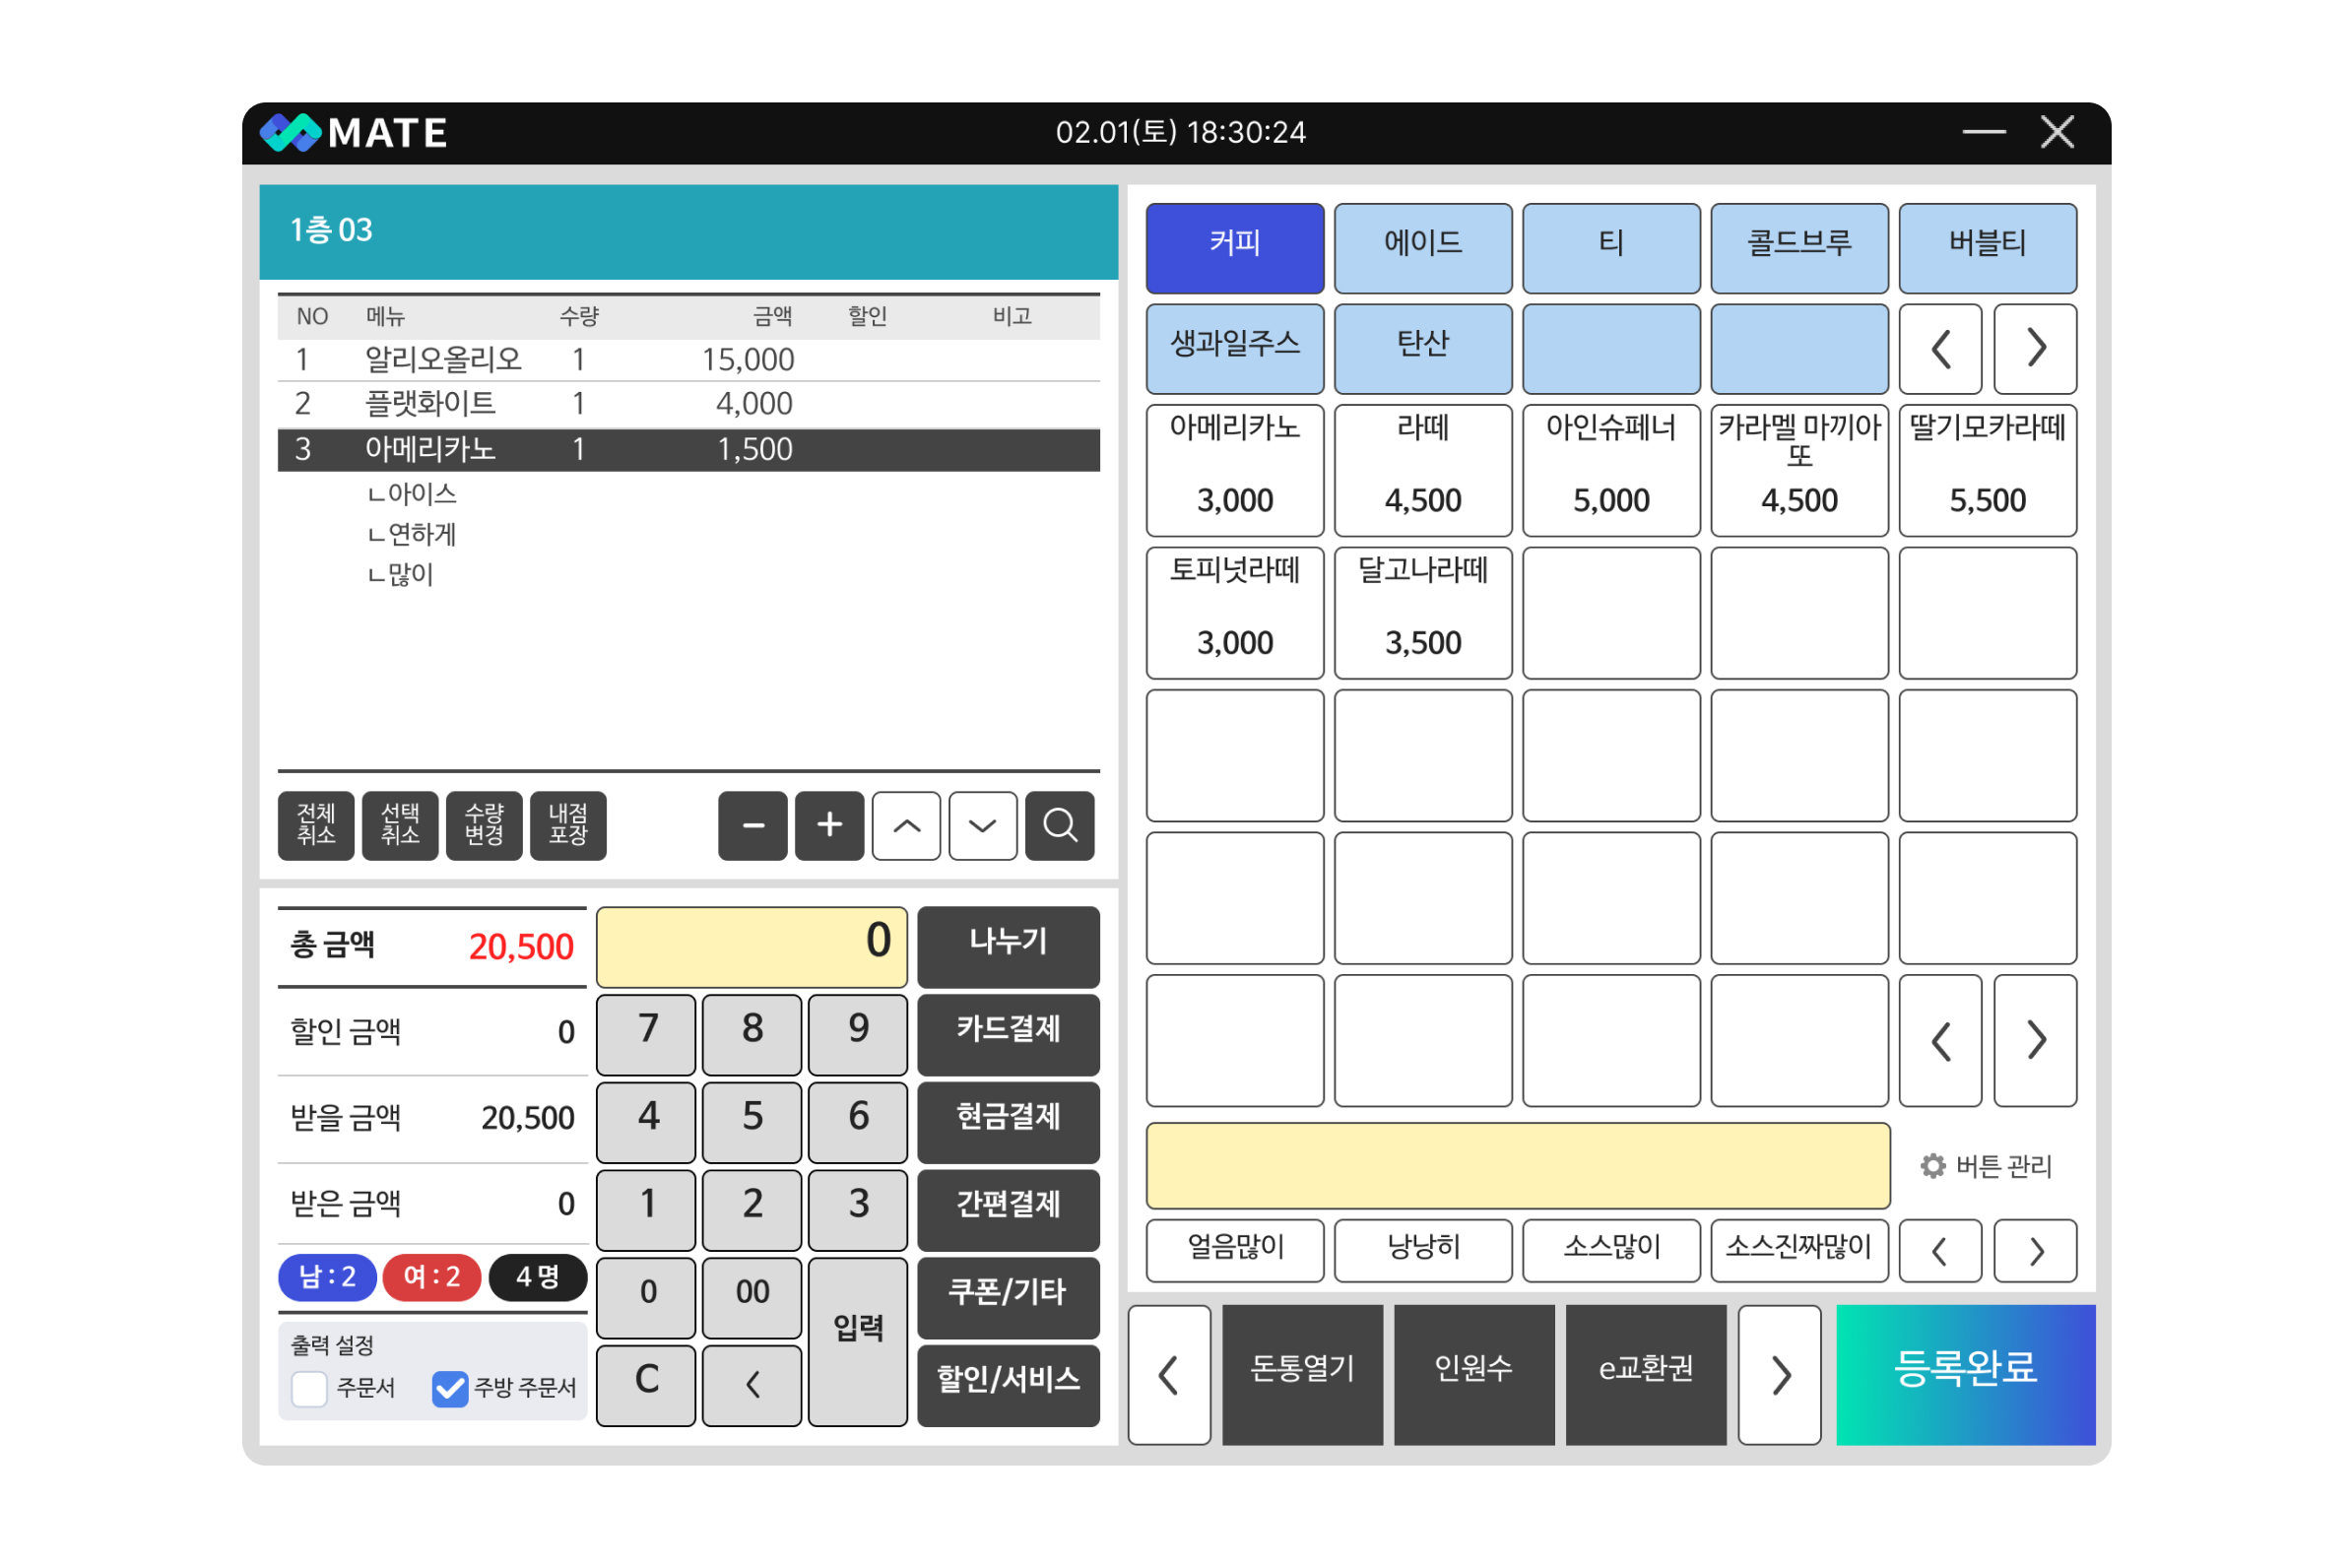 MATE
02.01(토) 18:30:24
1층 03
NO 메뉴 수량 금액 할인 비고
1 알리오올리오 1 15,000
2 플랫화이트 1 4,000
3 아메리카노 1 1,500
ㄴ아이스
ㄴ연하게
ㄴ많이
전체 취소 선택 취소 수량 변경 내점 포장
총 금액 20,500
할인 금액 0
받을 금액 20,500
받은 금액 0
남 : 2 여 : 2 4 명
출력 설정
주문서 주방 주문서
0
7 8 9
4 5 6
1 2 3
0 00 입력
C
나누기
카드결제
현금결제
간편결제
쿠폰/기타
할인/서비스
커피 에이드 티 콜드브루 버블티
생과일주스 탄산
아메리카노 라떼 아인슈페너 카라멜 마끼아또 딸기모카라떼
3,000 4,500 5,000 4,500 5,500
토피넛라떼 달고나라떼
3,000 3,500
버튼 관리
얼음많이 낭낭히 소스많이 소스진짜많이
돈통열기 인원수 e교환권 등록완료